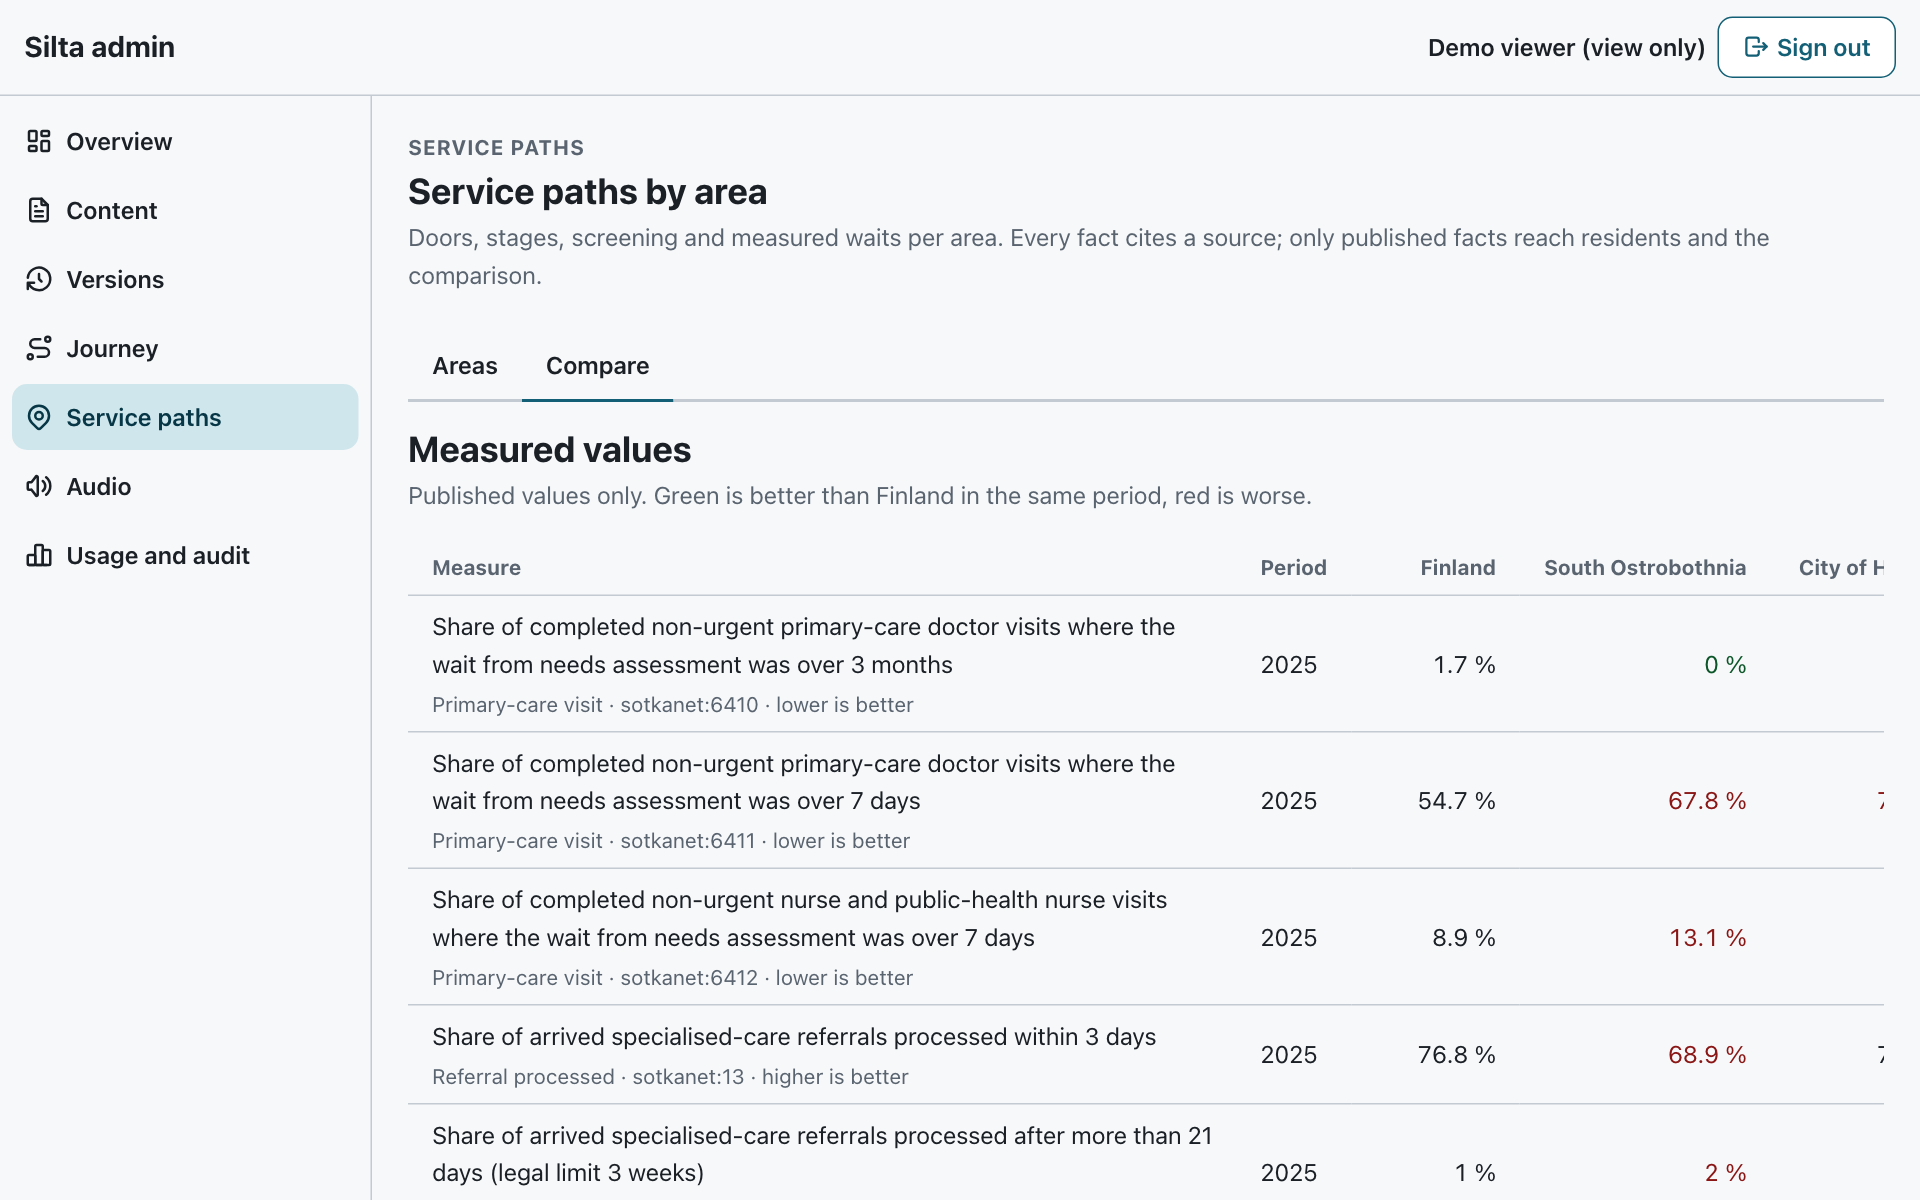 Silta admin
Demo viewer (view only)
Sign out
Overview
Content
Versions
Journey
Service paths
Audio
Usage and audit
SERVICE PATHS
Service paths by area
Doors, stages, screening and measured waits per area. Every fact cites a source; only published facts reach residents and the
comparison.
Areas
Compare
Measured values
Published values only. Green is better than Finland in the same period, red is worse.
Measure Period Finland South Ostrobothnia City of
Share of completed non-urgent primary-care doctor visits where the
wait from needs assessment was over 3 months
Primary-care visit · sotkanet:6410 · lower is better
2025 1.7 % 0 %
Share of completed non-urgent primary-care doctor visits where the
wait from needs assessment was over 7 days
Primary-care visit · sotkanet:6411 · lower is better
2025 54.7 % 67.8 %
Share of completed non-urgent nurse and public-health nurse visits
where the wait from needs assessment was over 7 days
Primary-care visit · sotkanet:6412 · lower is better
2025 8.9 % 13.1 %
Share of arrived specialised-care referrals processed within 3 days
Referral processed · sotkanet:13 · higher is better
2025 76.8 % 68.9 %
Share of arrived specialised-care referrals processed after more than 21
days (legal limit 3 weeks)
2025 1 % 2 %